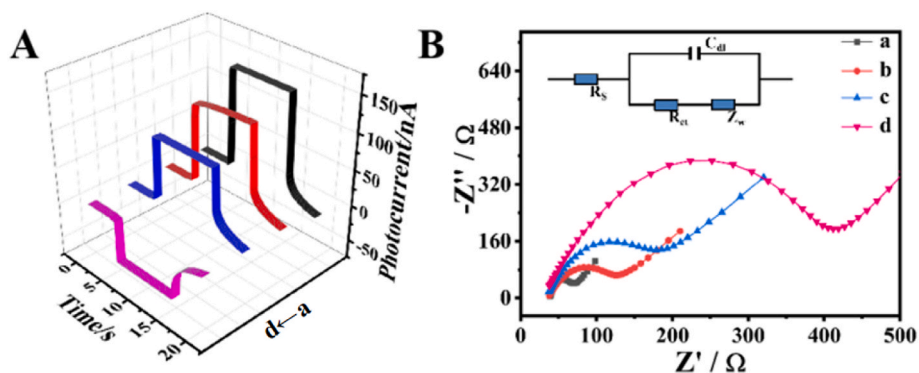 A
Photocurrent/nA
150
100
50
0
-50
0
5
10
15
20
Time/s
d←a
B
-Z'' / Ω
640
480
320
160
0
0
100
200
300
400
500
Z' / Ω
Cdl
Rs
Rct
Zw
a
b
c
d